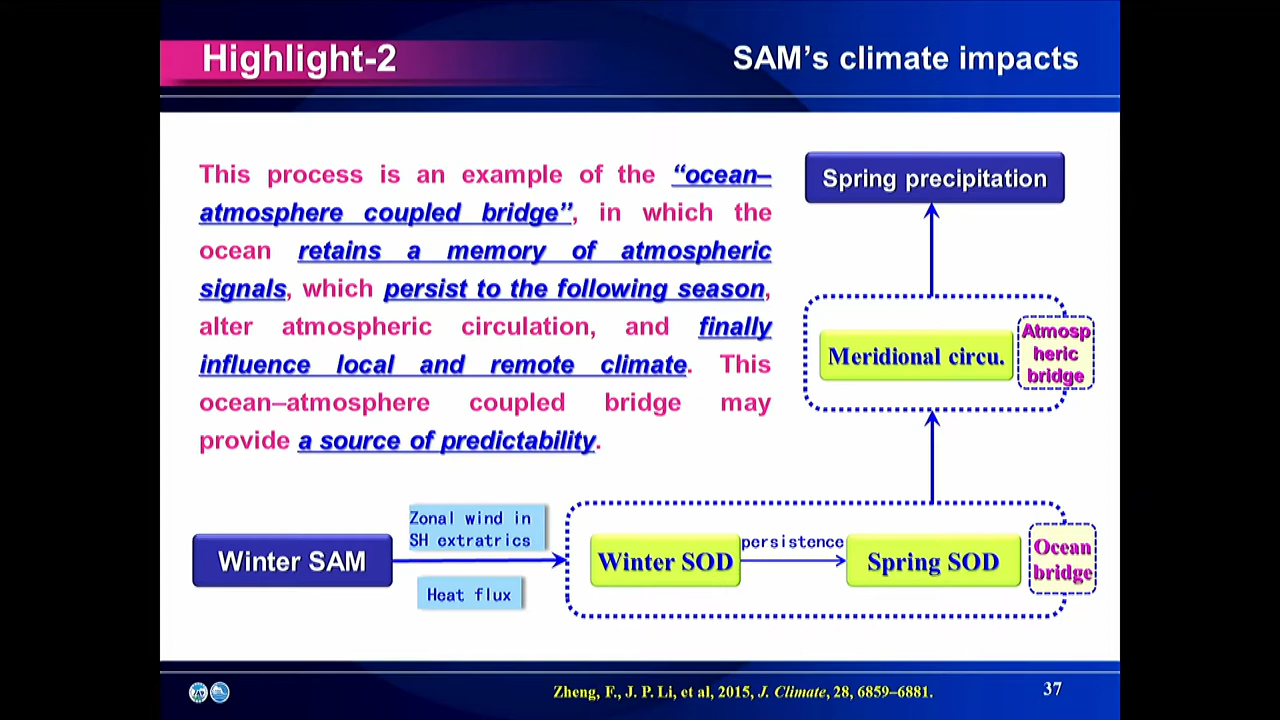 Highlight-2
SAM's climate impacts
This process is an example of the “ocean–
atmosphere coupled bridge”, in which the
ocean retains a memory of atmospheric
signals, which persist to the following season,
alter atmospheric circulation, and finally
influence local and remote climate. This
ocean–atmosphere coupled bridge may
provide a source of predictability.
Spring precipitation
Meridional circu.
Atmosp
heric
bridge
Zonal wind in
SH extratrics
Winter SAM
Heat flux
Winter SOD
persistence
Spring SOD
Ocean
bridge
Zheng, F., J. P. Li, et al, 2015, J. Climate, 28, 6859–6881.
37